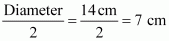 Diameter/2 = 14 cm/2 = 7 cm